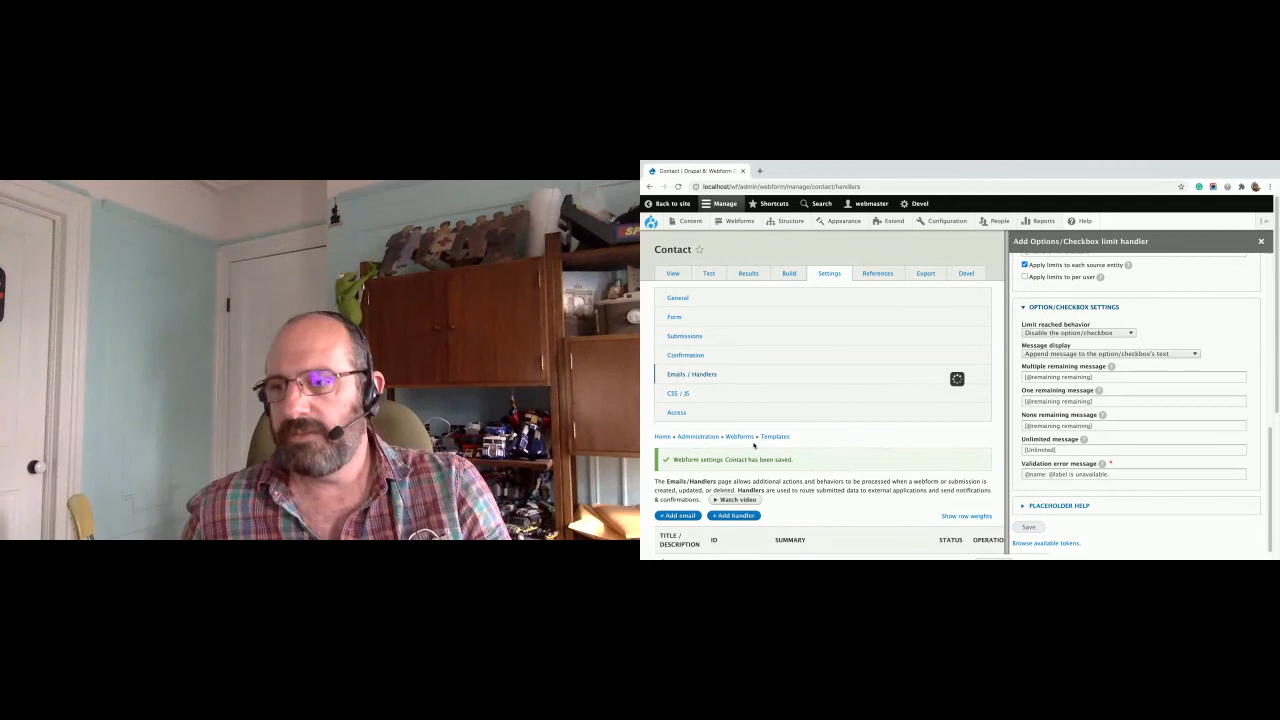 Contact | Drupal 8: Webform
localhost/wf/admin/webform/manage/contact/handlers
Back to site Manage Shortcuts Search webmaster Devel
Content Webforms Structure Appearance Extend Configuration People Reports Help
Contact
View Test Results Build Settings References Export Devel
General
Form
Submissions
Confirmation
Emails / Handlers
CSS / JS
Access
Home » Administration » Webforms » Templates
Webform settings Contact has been saved.
The Emails/Handlers page allows additional actions and behaviors to be processed when a webform or submission is
created, updated, or deleted. Handlers are used to route submitted data to external applications and send notifications
& confirmations. Watch video
+ Add email + Add handler Show row weights
TITLE /
DESCRIPTION ID SUMMARY STATUS OPERATIO
Add Options/Checkbox limit handler
Apply limits to each source entity
Apply limits to per user
OPTION/CHECKBOX SETTINGS
Limit reached behavior
Disable the option/checkbox
Message display
Append message to the option/checkbox's text
Multiple remaining message
[@remaining remaining]
One remaining message
[@remaining remaining]
None remaining message
[@remaining remaining]
Unlimited message
[Unlimited]
Validation error message *
@name: @label is unavailable.
PLACEHOLDER HELP
Save
Browse available tokens.